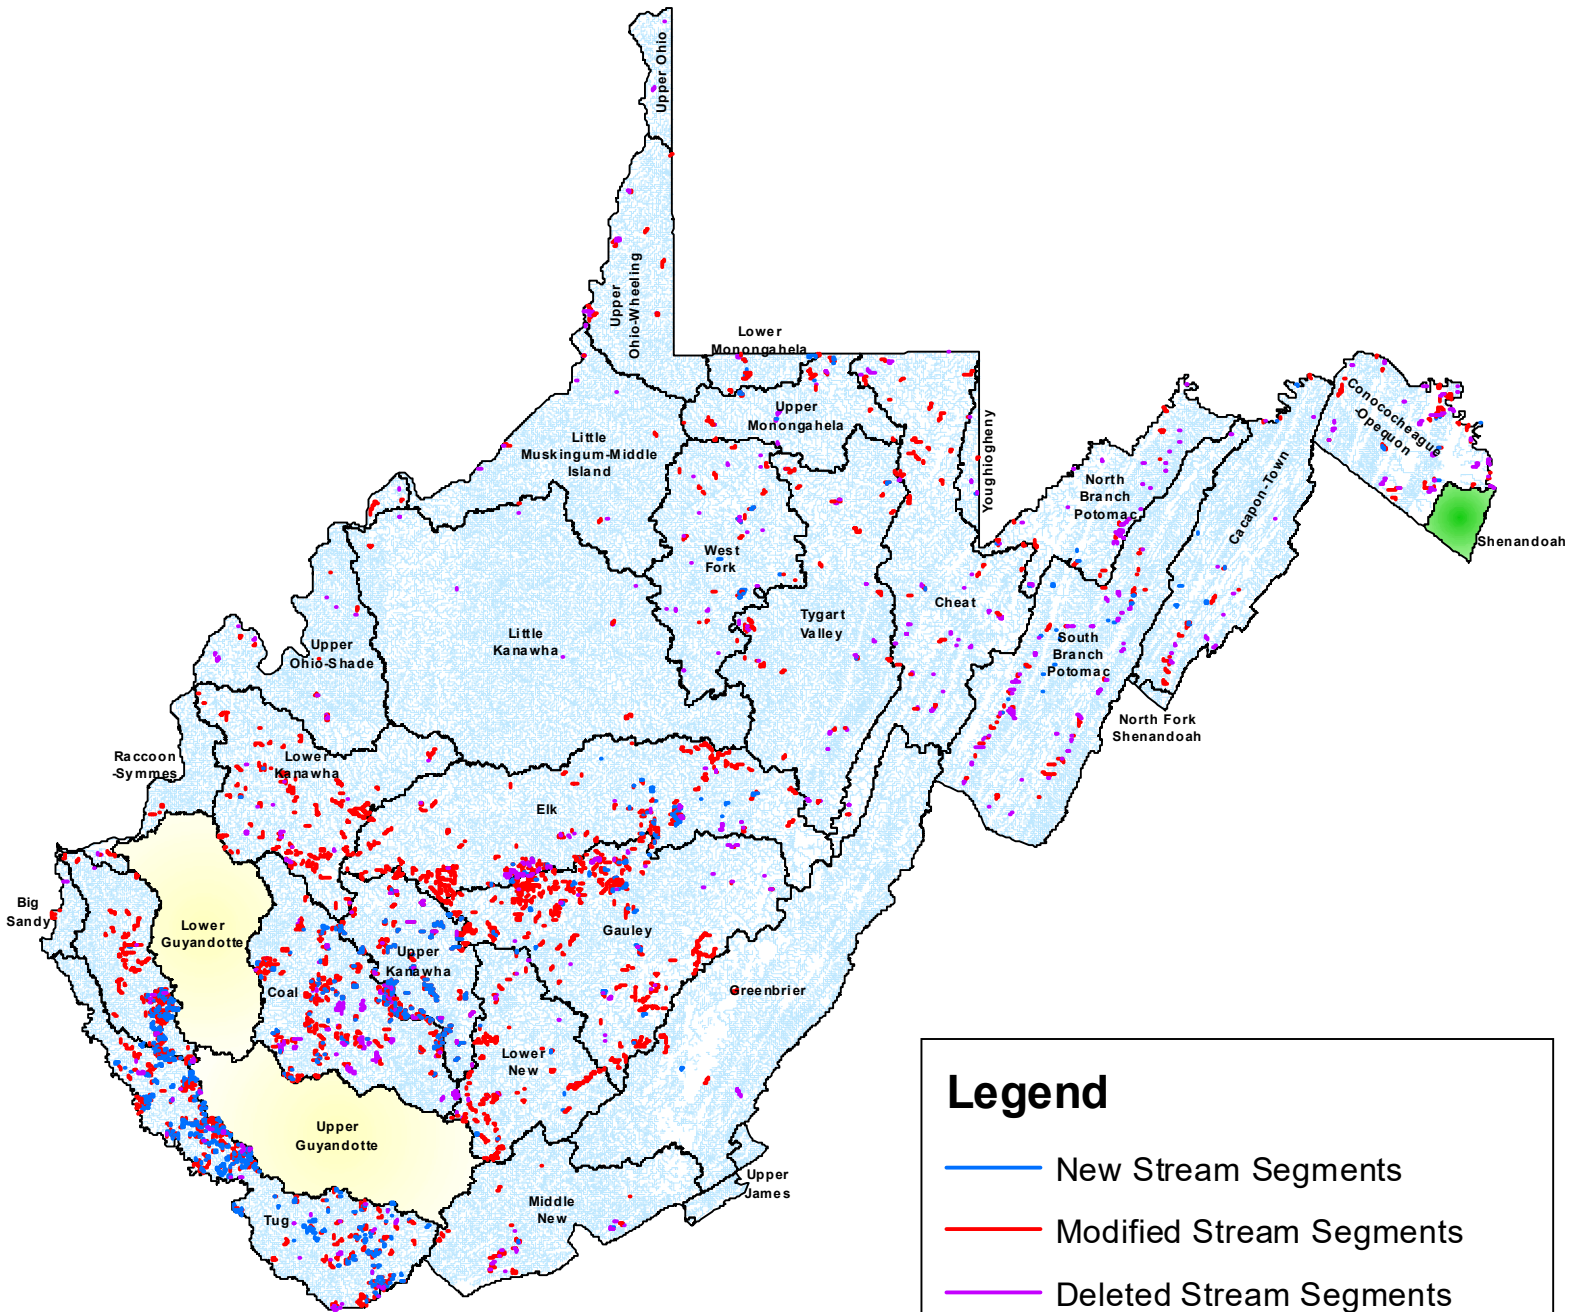 Upper Ohio
Upper
Ohio-Wheeling
Lower
Monongahela
Upper
Monongahela
Youghiogheny
Little
Muskingum-Middle
Island
Conococheague
-Opequon
North
Branch
Potomac
Cacapon-Town
Shenandoah
West
Fork
Cheat
Tygart
Valley
Little
Kanawha
Upper
Ohio-Shade
South
Branch
Potomac
North Fork
Shenandoah
Raccoon
-Symmes
Lower
Kanawha
Elk
Big
Sandy
Lower
Guyandotte
Gauley
Upper
Kanawha
Coal
Greenbrier
Lower
New
Upper
Guyandotte
Upper
James
Middle
New
Tug
Legend
New Stream Segments
Modified Stream Segments
Deleted Stream Segments